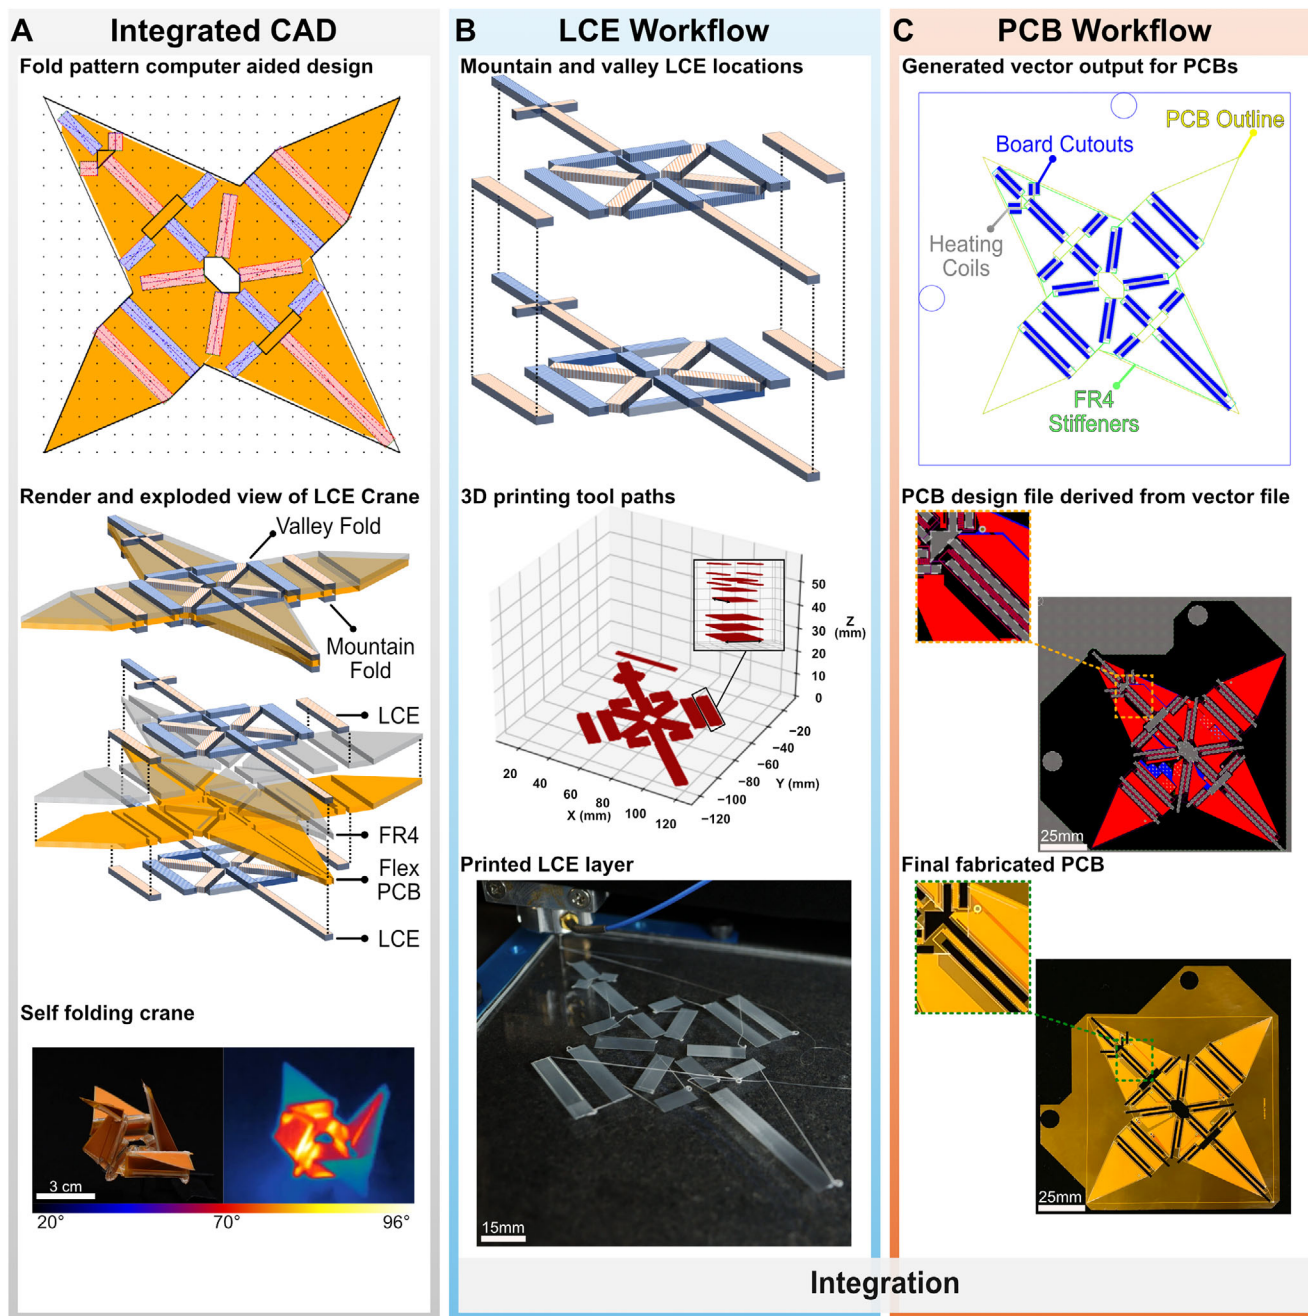 A Integrated CAD
Fold pattern computer aided design
Render and exploded view of LCE Crane
Valley Fold
Mountain
Fold
LCE
FR4
Flex
PCB
LCE
Self folding crane
3 cm
20° 70° 96°
B LCE Workflow
Mountain and valley LCE locations
3D printing tool paths
50
40
30
20
10
0
Z
(mm)
20
40
60
80
100
120
X (mm)
−20
−40
−60
−80
−100
−120
Y (mm)
Printed LCE layer
15mm
C PCB Workflow
Generated vector output for PCBs
PCB Outline
Board Cutouts
Heating
Coils
FR4
Stiffeners
PCB design file derived from vector file
25mm
Final fabricated PCB
25mm
Integration